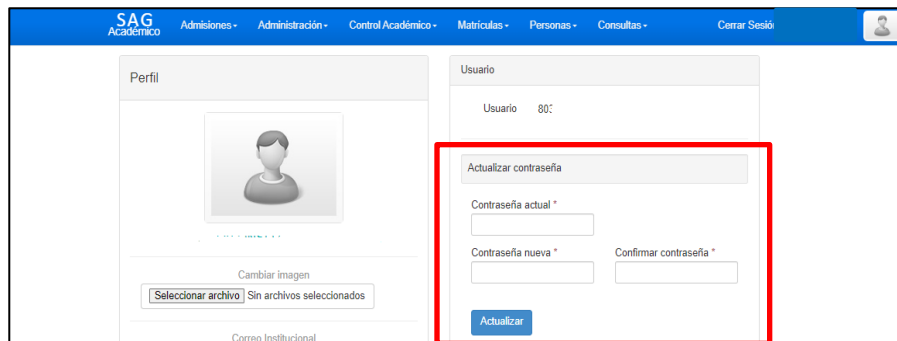 SAG
Académico
Admisiones
Administración
Control Académico
Matrículas
Personas
Consultas
Cerrar Sesión
Perfil
Cambiar imagen
Seleccionar archivo Sin archivos seleccionados
Correo Institucional
Usuario
Usuario
Actualizar contraseña
Contraseña actual *
Contraseña nueva * Confirmar contraseña *
Actualizar